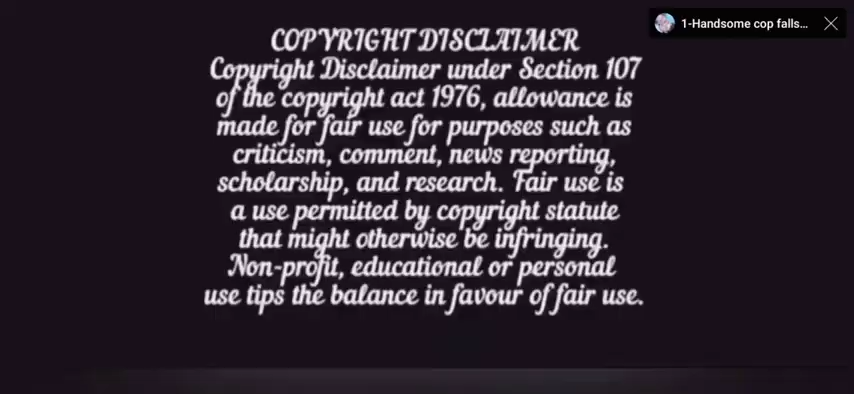 1-Handsome cop falls...
COPYRIGHT DISCLAIMER
Copyright Disclaimer under Section 107
of the copyright act 1976, allowance is
made for fair use for purposes such as
criticism, comment, news reporting,
scholarship, and research. Fair use is
a use permitted by copyright statute
that might otherwise be infringing.
Non-profit, educational or personal
use tips the balance in favour of fair use.